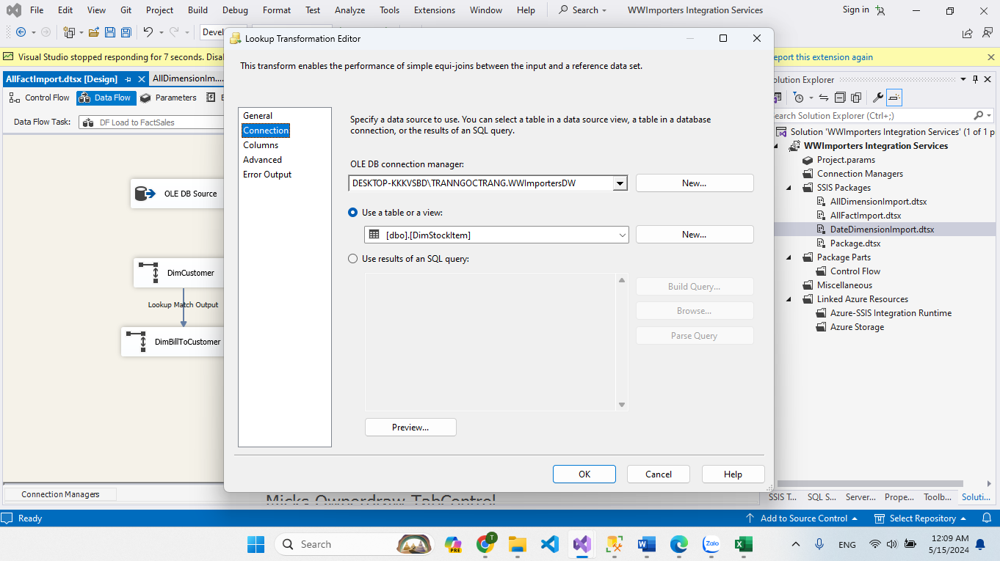 File Edit View Git Project Build Debug Format Test Analyze Tools Extensions Window Help Search WWImporters Integration Services Sign in
Lookup Transformation Editor
Visual Studio stopped responding for 7 seconds. Disal
eport this extension again
This transform enables the performance of simple equi-joins between the input and a reference data set.
AllFactImport.dtsx [Design] AllDimensionIm....
Control Flow Data Flow Parameters
Data Flow Task: DF Load to FactSales
OLE DB Source
DimCustomer
Lookup Match Output
DimBillToCustomer
General
Connection
Columns
Advanced
Error Output
Specify a data source to use. You can select a table in a data source view, a table in a database
connection, or the results of an SQL query.
OLE DB connection manager:
DESKTOP-KKKVSBD\TRANNGOCTRANG.WWImportersDW New...
Use a table or a view:
[dbo].[DimStockItem] New...
Use results of an SQL query:
Build Query...
Browse...
Parse Query
Preview...
OK Cancel Help
olution Explorer
earch Solution Explorer (Ctrl+;)
Solution 'WWImporters Integration Services' (1 of 1 p
WWImporters Integration Services
Project.params
Connection Managers
SSIS Packages
AllDimensionImport.dtsx
AllFactImport.dtsx
DateDimensionImport.dtsx
Package.dtsx
Package Parts
Control Flow
Miscellaneous
Linked Azure Resources
Azure-SSIS Integration Runtime
Azure Storage
Connection Managers
Micks Ownerdraw TabControl
SSIS T... SQL S... Server... Prope... Toolb... Soluti...
Ready Add to Source Control Select Repository
Search PRE T Zalo ENG 12:09 AM
5/15/2024